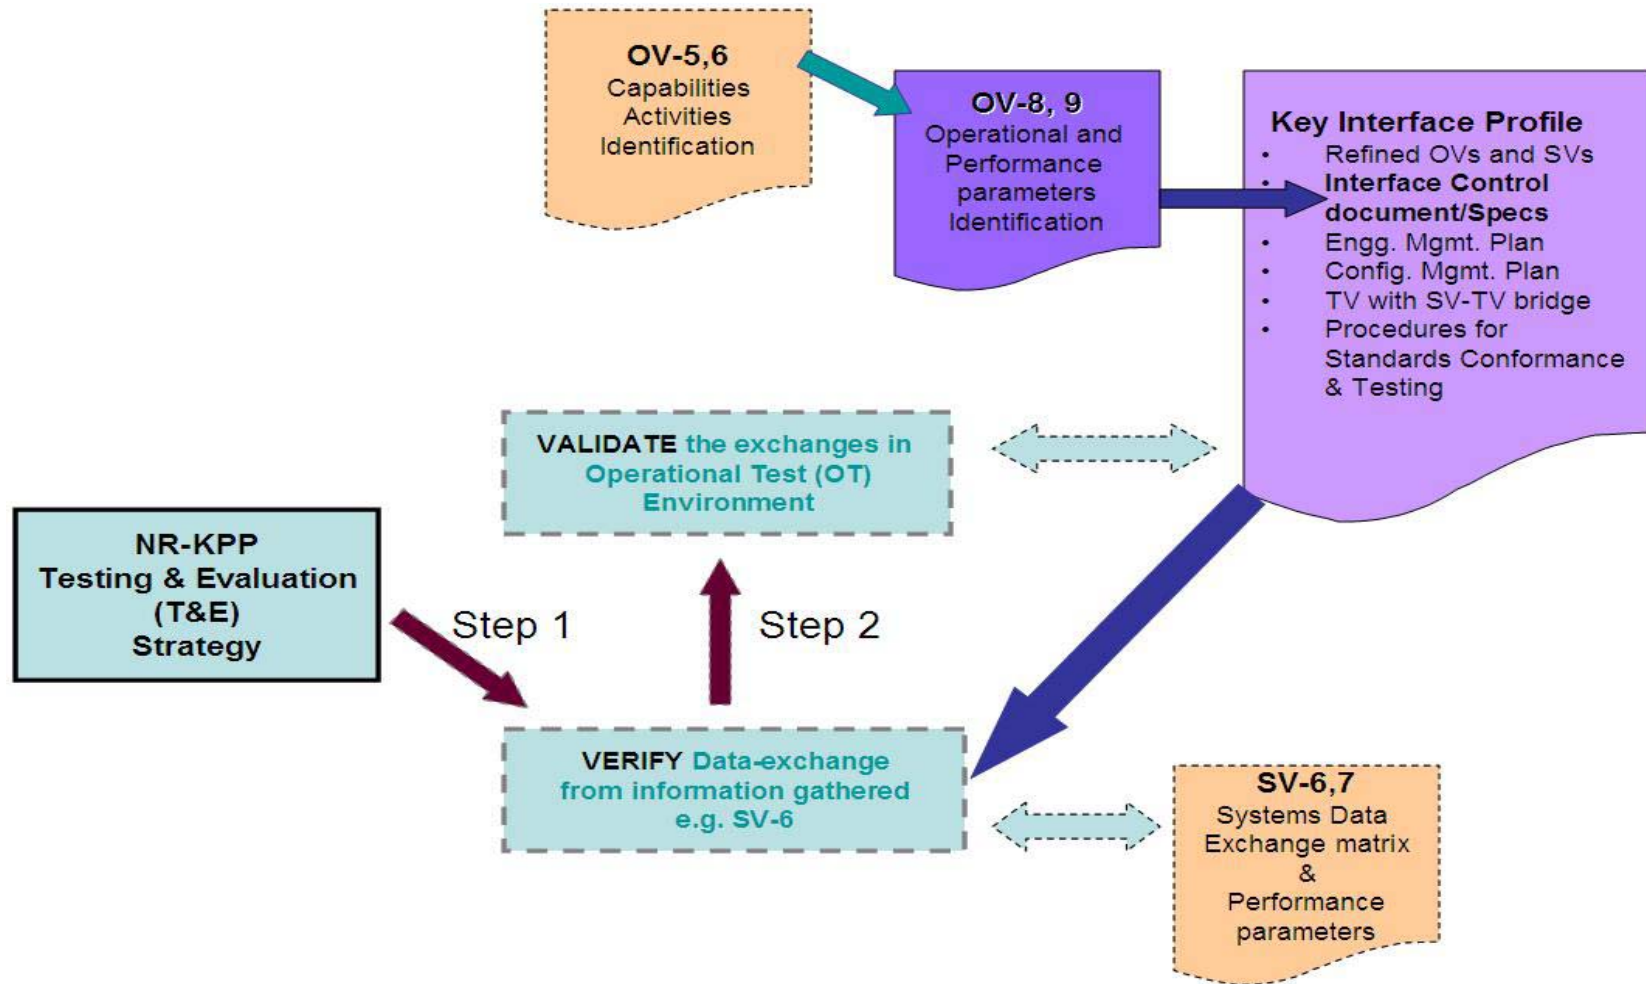 OV-5,6
Capabilities
Activities
Identification
OV-8, 9
Operational and
Performance
parameters
Identification
Key Interface Profile
• Refined OVs and SVs
• Interface Control
document/Specs
• Engg. Mgmt. Plan
• Config. Mgmt. Plan
• TV with SV-TV bridge
• Procedures for
Standards Conformance
& Testing
VALIDATE the exchanges in
Operational Test (OT)
Environment
NR-KPP
Testing & Evaluation
(T&E)
Strategy
Step 1
Step 2
VERIFY Data-exchange
from information gathered
e.g. SV-6
SV-6,7
Systems Data
Exchange matrix
&
Performance
parameters